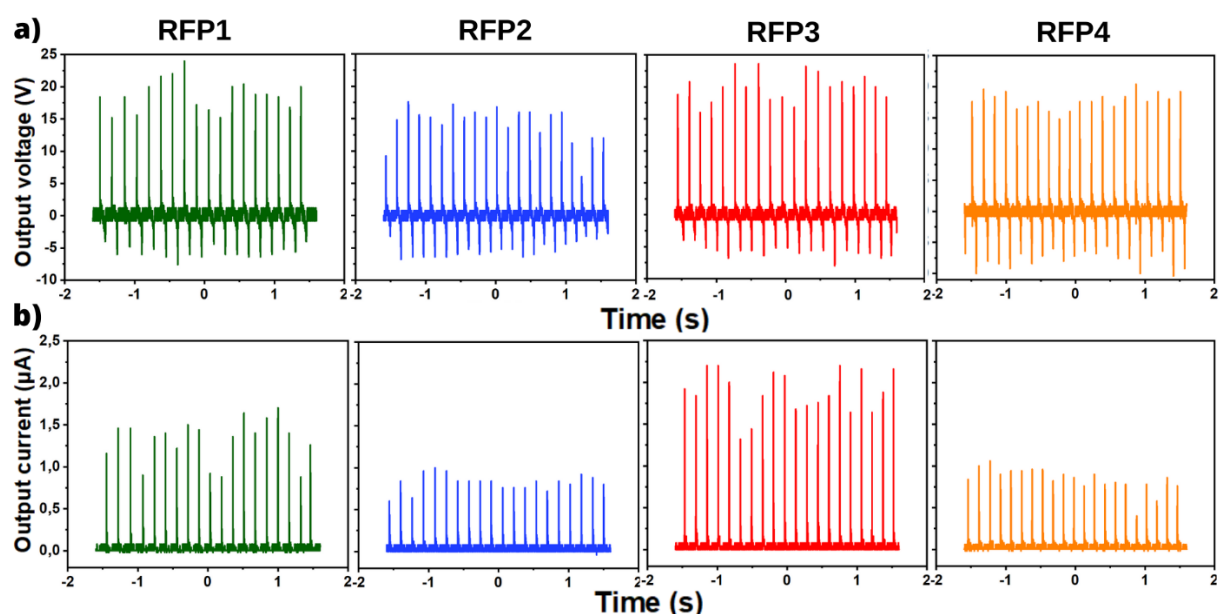 a) RFP1 RFP2 RFP3 RFP4
Output voltage (V)
25
20
15
10
5
0
-5
-10
-2 -1 0 1 2 -2 -1 0 1 2 -2 -1 0 1 2 -2 -1 0 1 2
Time (s)
b)
Output current (µA)
2,5
2,0
1,5
1,0
0,5
0,0
-2 -1 0 1 2 -2 -1 0 1 2 -2 -1 0 1 2 -2 -1 0 1 2
Time (s)